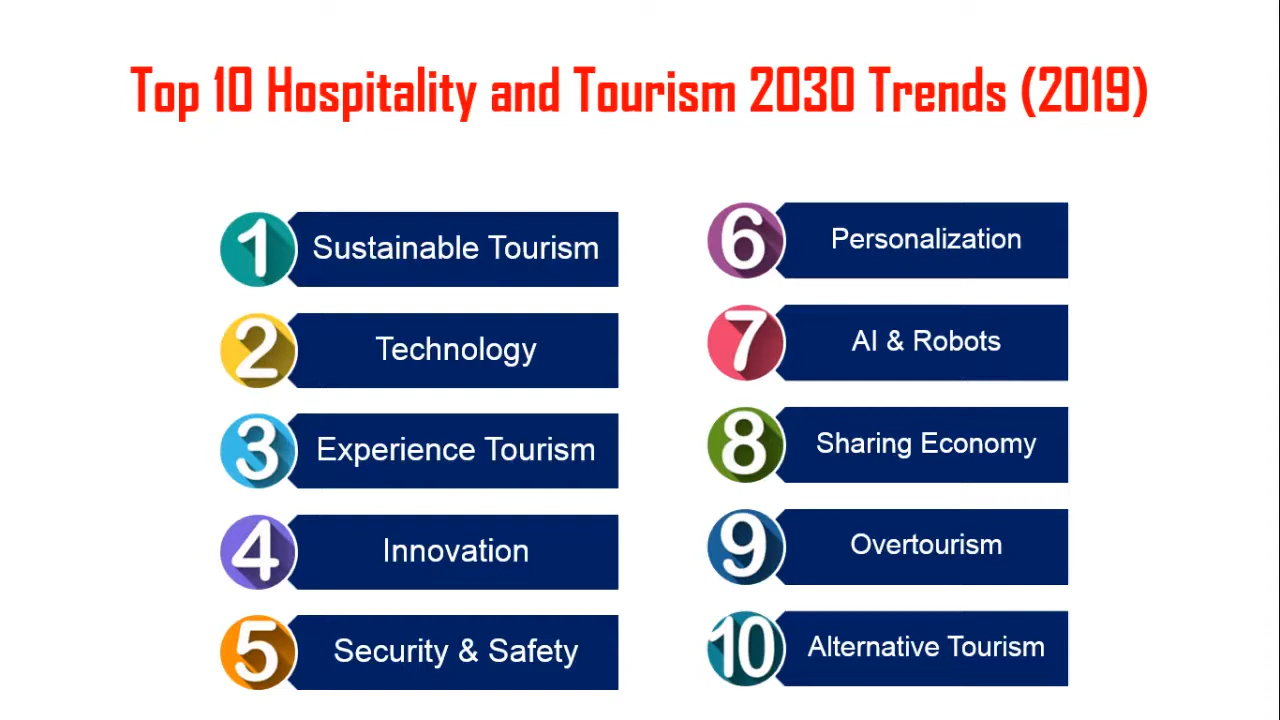 Top 10 Hospitality and Tourism 2030 Trends (2019)
1 Sustainable Tourism
2 Technology
3 Experience Tourism
4 Innovation
5 Security & Safety
6 Personalization
7 AI & Robots
8 Sharing Economy
9 Overtourism
10 Alternative Tourism